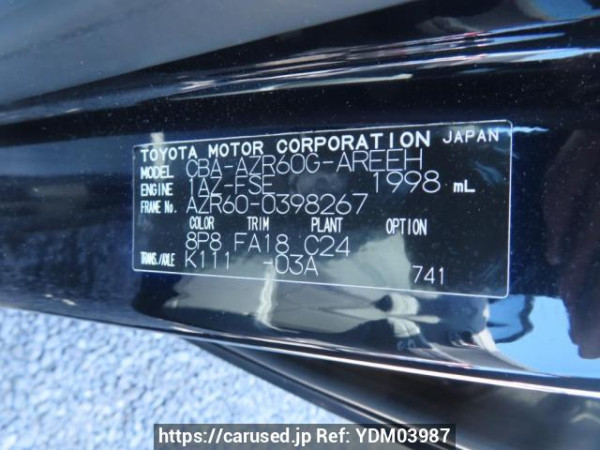 TOYOTA MOTOR CORPORATION JAPAN
MODEL CBA-AZR60G-AREEH
ENGINE 1AZ-FSE 1998 mL
FRAME No. AZR60-0398267
COLOR TRIM PLANT OPTION
8P8 FA18 C24
TRANS./AXLE K111 -03A
741
https://carused.jp Ref: YDM03987